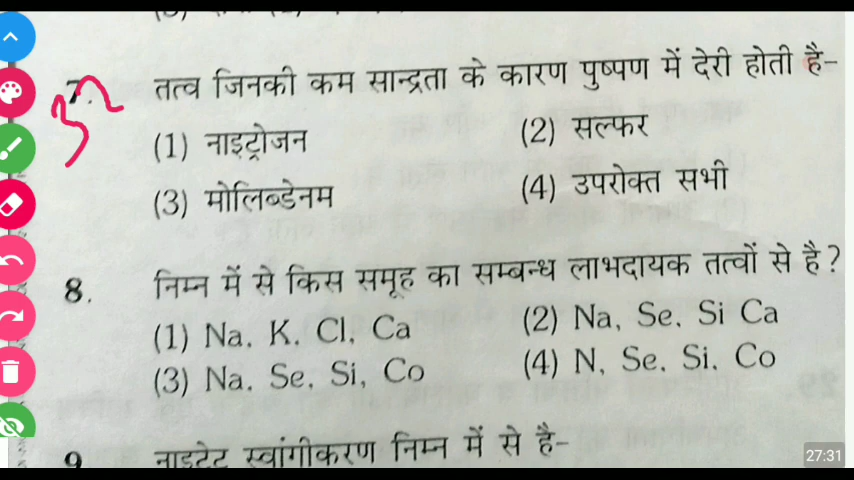 7. तत्व जिनकी कम सान्द्रता के कारण पुष्पण में देरी होती है-
(1) नाइट्रोजन (2) सल्फर
(3) मोलिब्डेनम (4) उपरोक्त सभी
8. निम्न में से किस समूह का सम्बन्ध लाभदायक तत्वों से है?
(1) Na. K. Cl. Ca (2) Na, Se. Si Ca
(3) Na. Se. Si, Co (4) N, Se. Si. Co
9 नाइट्रेट स्वांगीकरण निम्न में से है-
27:31